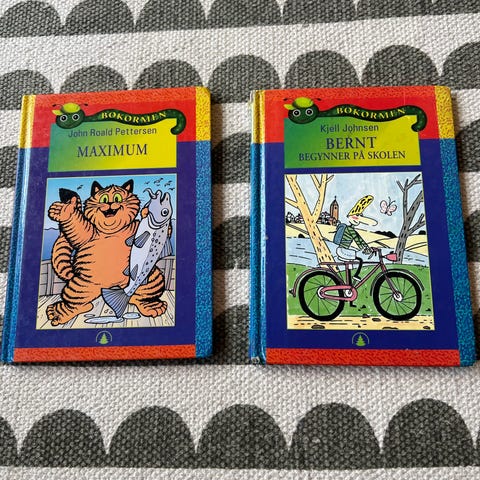 BOKORMEN
John Roald Pettersen
MAXIMUM
BOKORMEN
Kjell Johnsen
BERNT
BEGYNNER PÅ SKOLEN